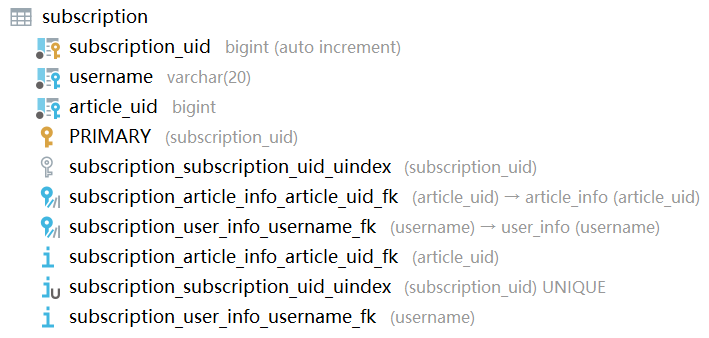 subscription
subscription_uid bigint (auto increment)
username varchar(20)
article_uid bigint
PRIMARY (subscription_uid)
subscription_subscription_uid_uindex (subscription_uid)
subscription_article_info_article_uid_fk (article_uid) → article_info (article_uid)
subscription_user_info_username_fk (username) → user_info (username)
subscription_article_info_article_uid_fk (article_uid)
subscription_subscription_uid_uindex (subscription_uid) UNIQUE
subscription_user_info_username_fk (username)